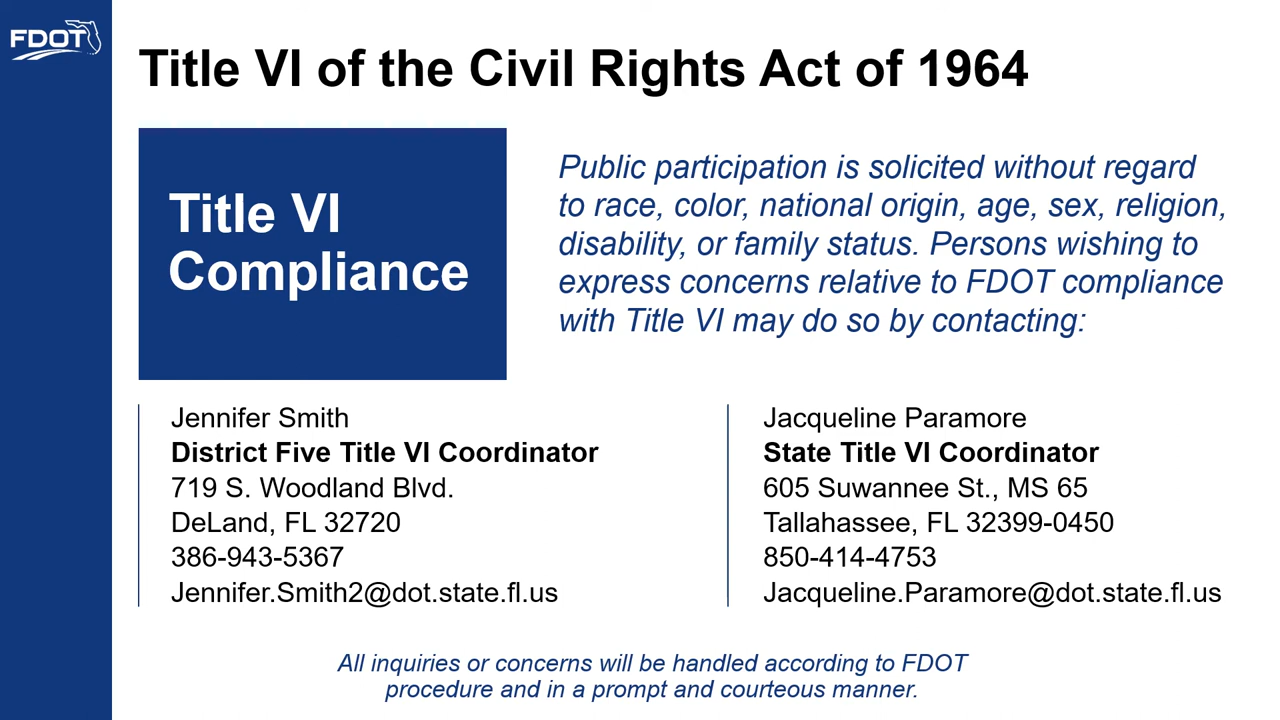 FDOT
Title VI of the Civil Rights Act of 1964
Title VI
Compliance
Public participation is solicited without regard
to race, color, national origin, age, sex, religion,
disability, or family status. Persons wishing to
express concerns relative to FDOT compliance
with Title VI may do so by contacting:
Jennifer Smith
District Five Title VI Coordinator
719 S. Woodland Blvd.
DeLand, FL 32720
386-943-5367
Jennifer.Smith2@dot.state.fl.us
Jacqueline Paramore
State Title VI Coordinator
605 Suwannee St., MS 65
Tallahassee, FL 32399-0450
850-414-4753
Jacqueline.Paramore@dot.state.fl.us
All inquiries or concerns will be handled according to FDOT
procedure and in a prompt and courteous manner.